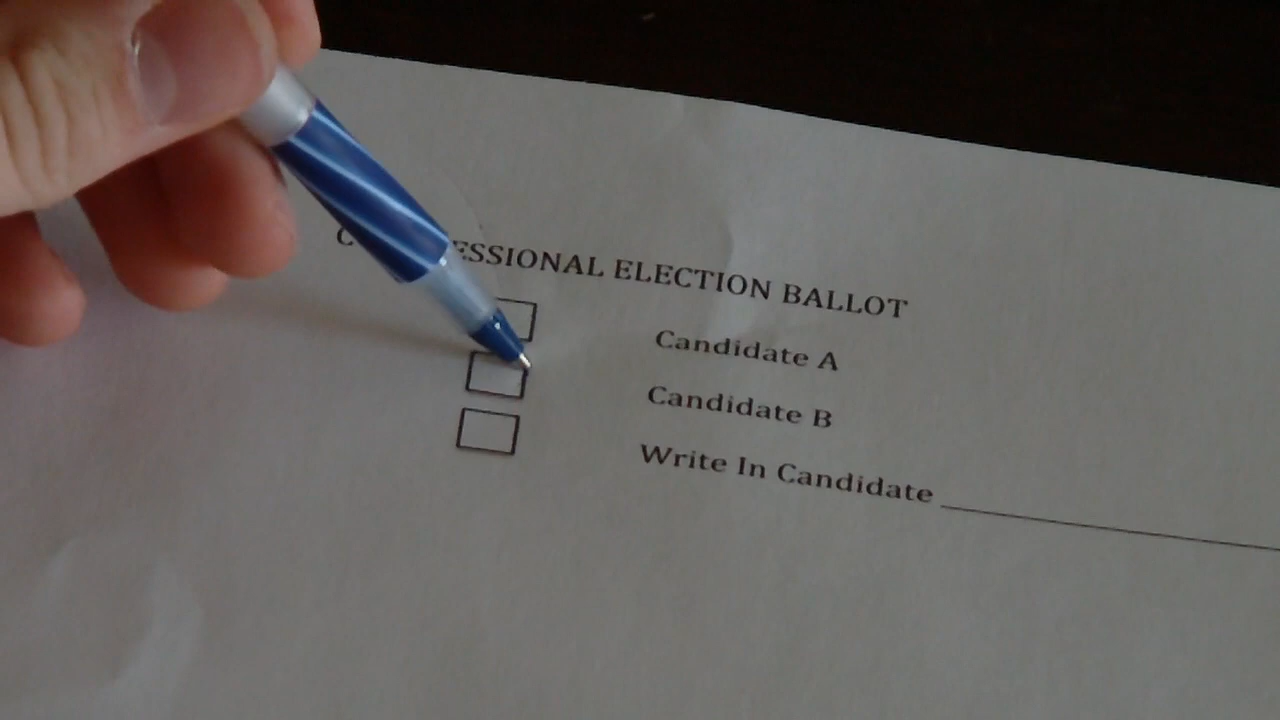 ESSIONAL ELECTION BALLOT
Candidate A
Candidate B
Write In Candidate